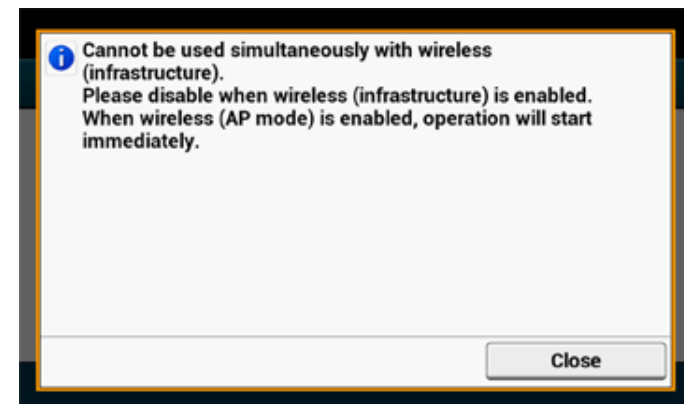 Cannot be used simultaneously with wireless
(infrastructure).
Please disable when wireless (infrastructure) is enabled.
When wireless (AP mode) is enabled, operation will start
immediately.
Close